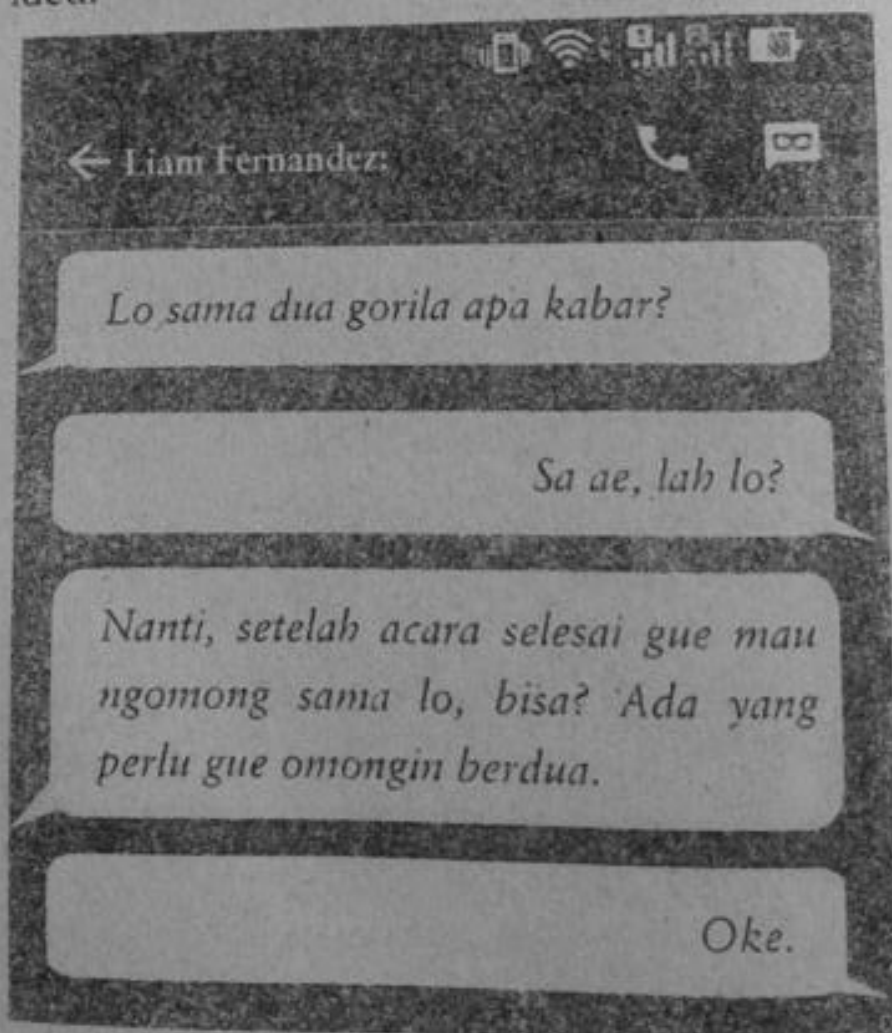 Liam Fernandez:
Lo sama dua gorila apa kabar?
Sa ae, lah lo?
Nanti, setelah acara selesai gue mau
ngomong sama lo, bisa? Ada yang
perlu gue omongin berdua.
Oke.